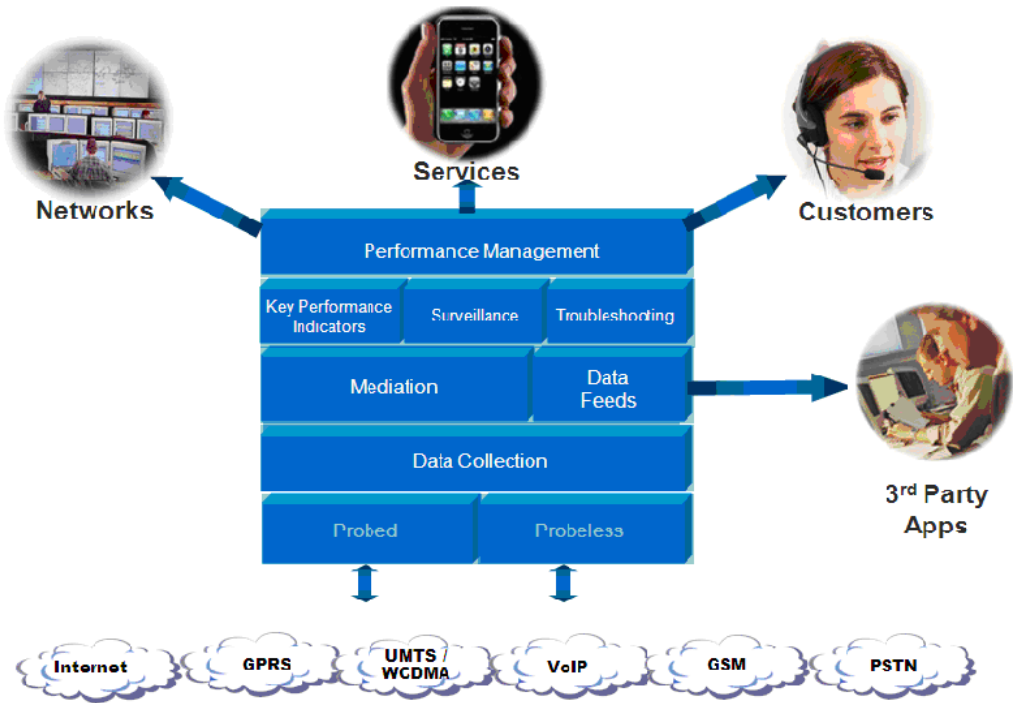 Services
Networks
Customers
Performance Management
Key Performance
Indicators
Surveillance
Troubleshooting
Mediation
Data
Feeds
Data Collection
3rd Party
Apps
Probed
Probeless
Internet
GPRS
UMTS /
WCDMA
VoIP
GSM
PSTN